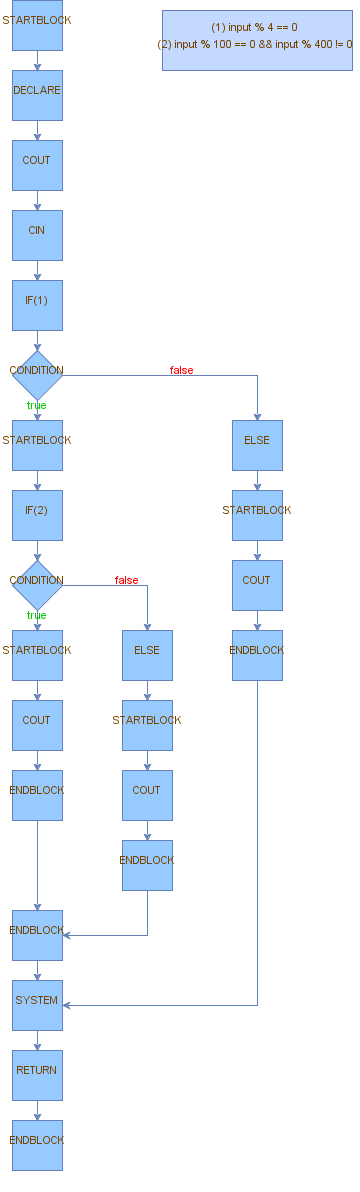 STARTBLOCK
(1) input % 4 == 0
(2) input % 100 == 0 && input % 400 != 0
DECLARE
COUT
CIN
IF(1)
CONDITION
false
true
STARTBLOCK
ELSE
IF(2)
STARTBLOCK
CONDITION
false
COUT
true
STARTBLOCK
ELSE
ENDBLOCK
COUT
STARTBLOCK
ENDBLOCK
COUT
ENDBLOCK
ENDBLOCK
SYSTEM
RETURN
ENDBLOCK